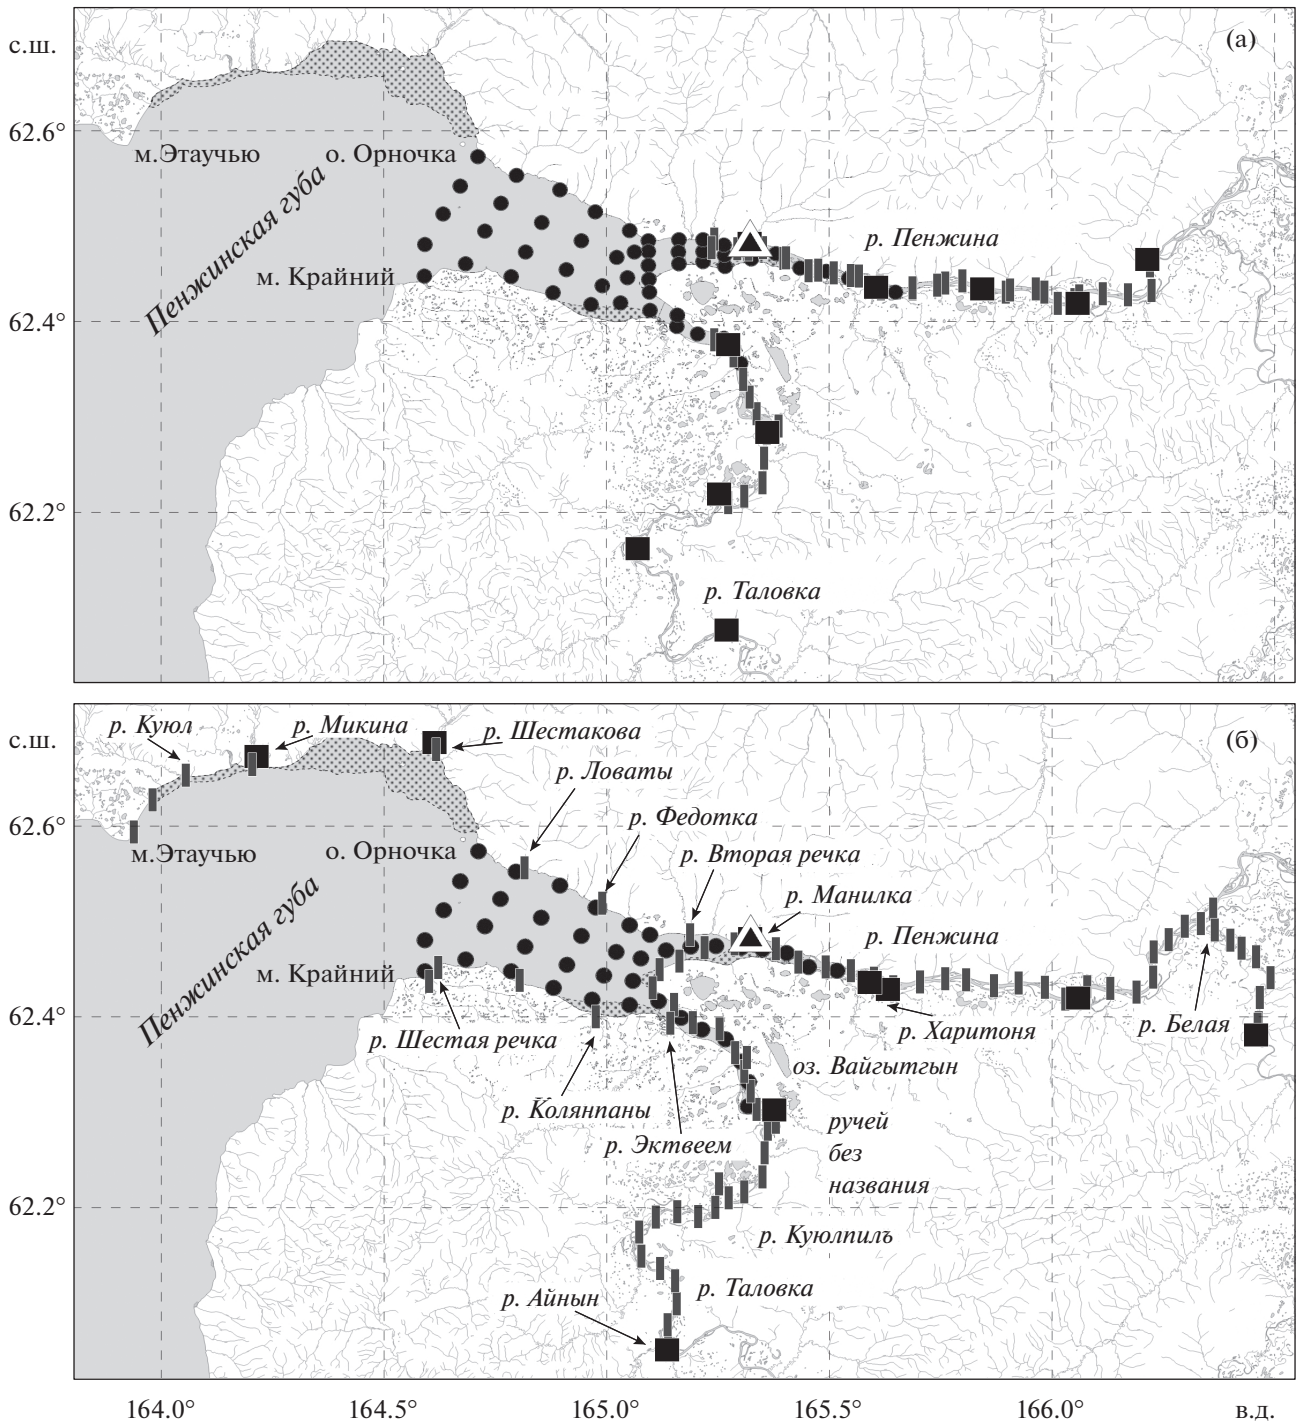 (а)
с.ш.
62.6°
м.Этаучью
о. Орночка
Пенжинская губа
р. Пенжина
м. Крайний
62.4°
62.2°
р. Таловка
р. Куюл
р. Микина
р. Шестакова
(б)
с.ш.
р. Ловаты
62.6°
р. Федотка
м.Этаучью
о. Орночка
р. Вторая речка
р. Манилка
Пенжинская губа
р. Пенжина
м. Крайний
62.4°
р. Шестая речка
р. Харитоня
р. Белая
оз. Вайгытгын
р. Колянпаны
ручей
без
названия
р. Эктвеем
62.2°
р. Куюлпилъ
р. Таловка
р. Айнын
164.0°
164.5°
165.0°
165.5°
166.0°
в.д.